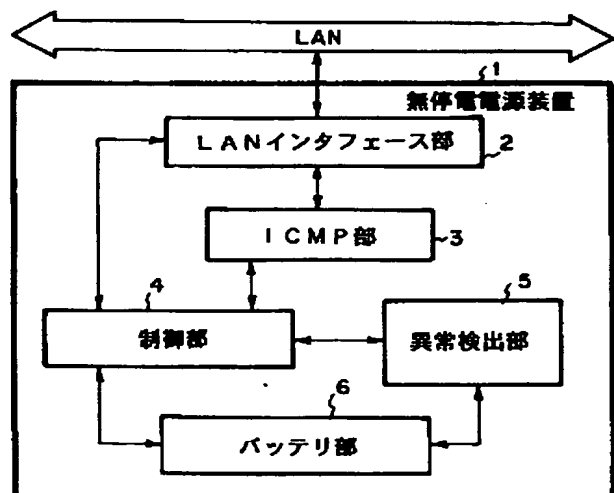 LAN
1
無停電電源装置
LANインタフェース部
2
ICMP部
3
4
制御部
5
異常検出部
6
バッテリ部